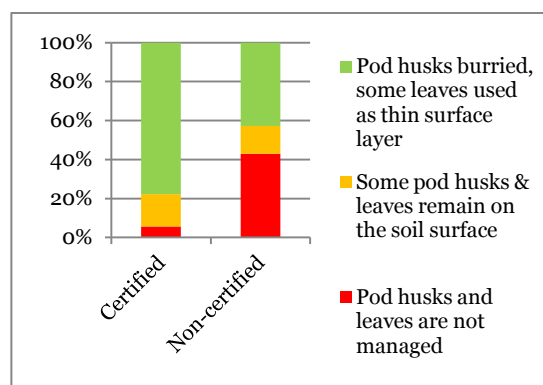 100%
80%
60%
40%
20%
0%
Certified
Non-certified
Pod husks burried,
some leaves used
as thin surface
layer
Some pod husks &
leaves remain on
the soil surface
Pod husks and
leaves are not
managed